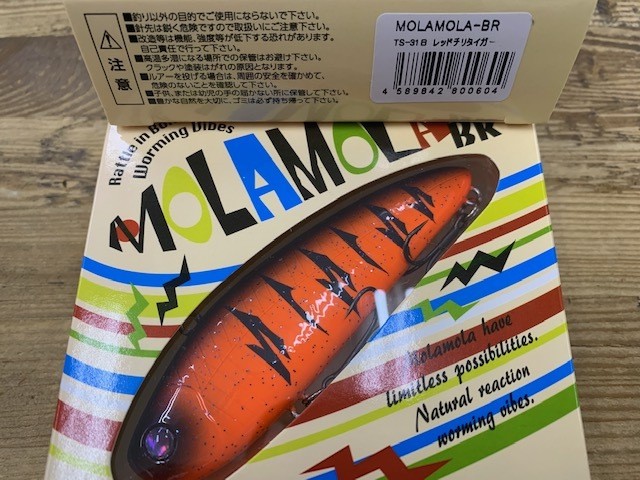 注意
■釣り以外の目的でご使用にならないで下さい。
■針先は鋭く危険ですので取扱いにご注意下さい。
■改造等は機能、強度等が低下する恐れがあります。
自己責任で行って下さい。
■高温多湿になる場所での保管はお避け下さい。
クラックや塗装はがれの原因となります。
■ルアーを投げる場合は、周囲の安全を確かめて、
危険のないことを確認して下さい。
■子供、または幼児の手の届かない所に保管して下さい。
■豊かな自然を大切に、ゴミは必ず持ち帰って下さい。
MOLAMOLA-BR
TS-31B レッドチリタイガー
4 589842 800604
Rattle in
Worming Vibes
MOLAMOLA BR
Molamola have
limitless possibilities.
Natural reaction
worming vibes.